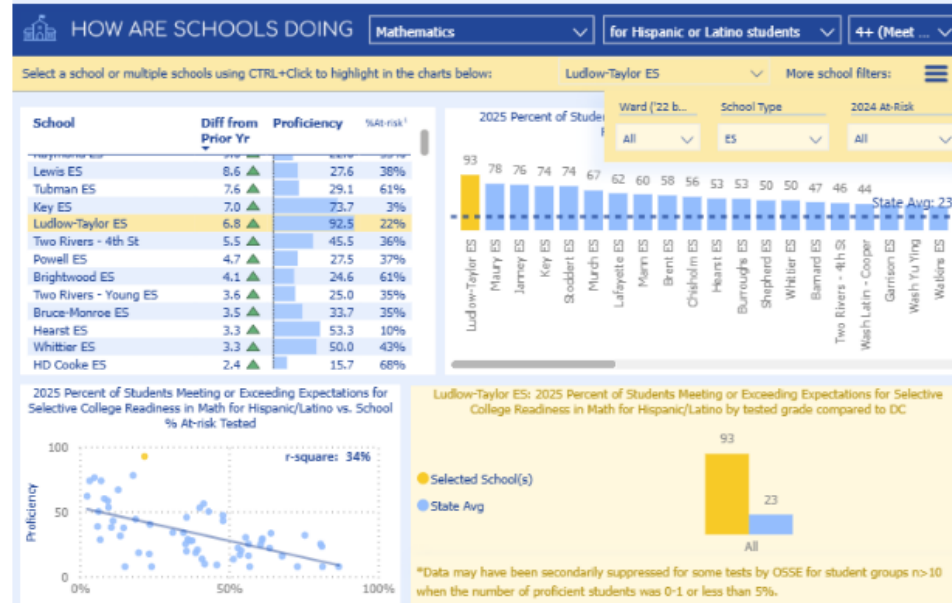 HOW ARE SCHOOLS DOING
Mathematics
for Hispanic or Latino students
4+ (Meet ...
Select a school or multiple schools using CTRL+Click to highlight in the charts below:
Ludlow-Taylor ES
More school filters:
Ward ('22 b...
School Type
2024 At-Risk
All
ES
All
School Diff from Prior Yr Proficiency %At-risk¹
Lewis ES 8.6 27.6 38%
Tubman ES 7.6 29.1 61%
Key ES 7.0 73.7 3%
Ludlow-Taylor ES 6.8 92.5 22%
Two Rivers - 4th St 5.5 45.5 36%
Powell ES 4.7 27.5 37%
Brightwood ES 4.1 24.6 61%
Two Rivers - Young ES 3.6 25.0 35%
Bruce-Monroe ES 3.5 33.7 35%
Hearst ES 3.3 53.3 10%
Whittier ES 3.3 50.0 43%
HD Cooke ES 2.4 15.7 68%
2025 Percent of Stude
93 78 76 74 74 67 62 60 58 56 53 53 50 50 47 46 44
State Avg: 23
Ludlow-Taylor ES
Maury ES
Janney ES
Key ES
Stoddert ES
Murch ES
Lafayette ES
Mann ES
Brent ES
Chisholm ES
Hearst ES
Burroughs ES
Shepherd ES
Whittier ES
Barnard ES
Two Rivers - 4th St
Wash Latin - Cooper
Garrison ES
Wash Yu Ying
Watkins ES
2025 Percent of Students Meeting or Exceeding Expectations for
Selective College Readiness in Math for Hispanic/Latino vs. School
% At-risk Tested
r-square: 34%
Proficiency
100
50
0
0% 50% 100%
Ludlow-Taylor ES: 2025 Percent of Students Meeting or Exceeding Expectations for Selective
College Readiness in Math for Hispanic/Latino by tested grade compared to DC
Selected School(s)
State Avg
93
23
All
*Data may have been secondarily suppressed for some tests by OSSE for student groups n>10
when the number of proficient students was 0-1 or less than 5%.